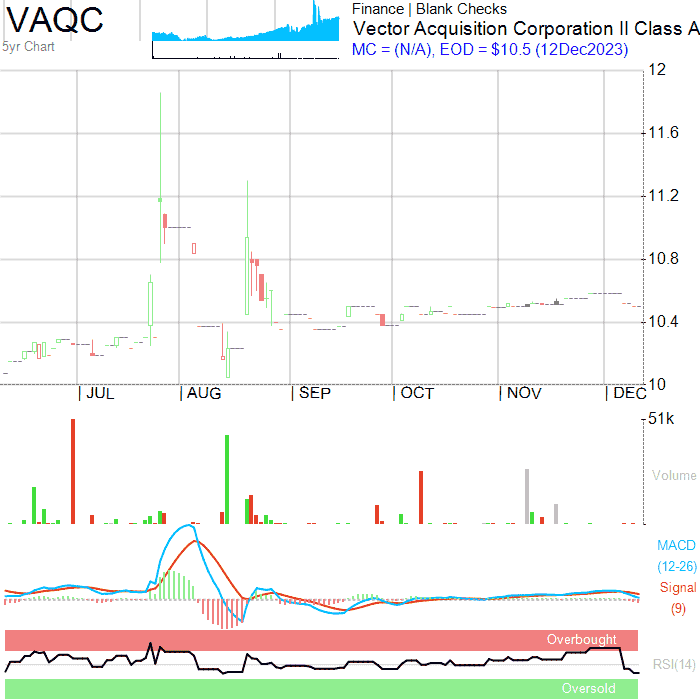 VAQC
5yr Chart
Finance | Blank Checks
Vector Acquisition Corporation II Class A
MC = (N/A), EOD = $10.5 (12Dec2023)
12
11.6
11.2
10.8
10.4
10
| JUL | AUG | SEP | OCT | NOV | DEC
51k
Volume
MACD
(12-26)
Signal
(9)
Overbought
RSI(14)
Oversold